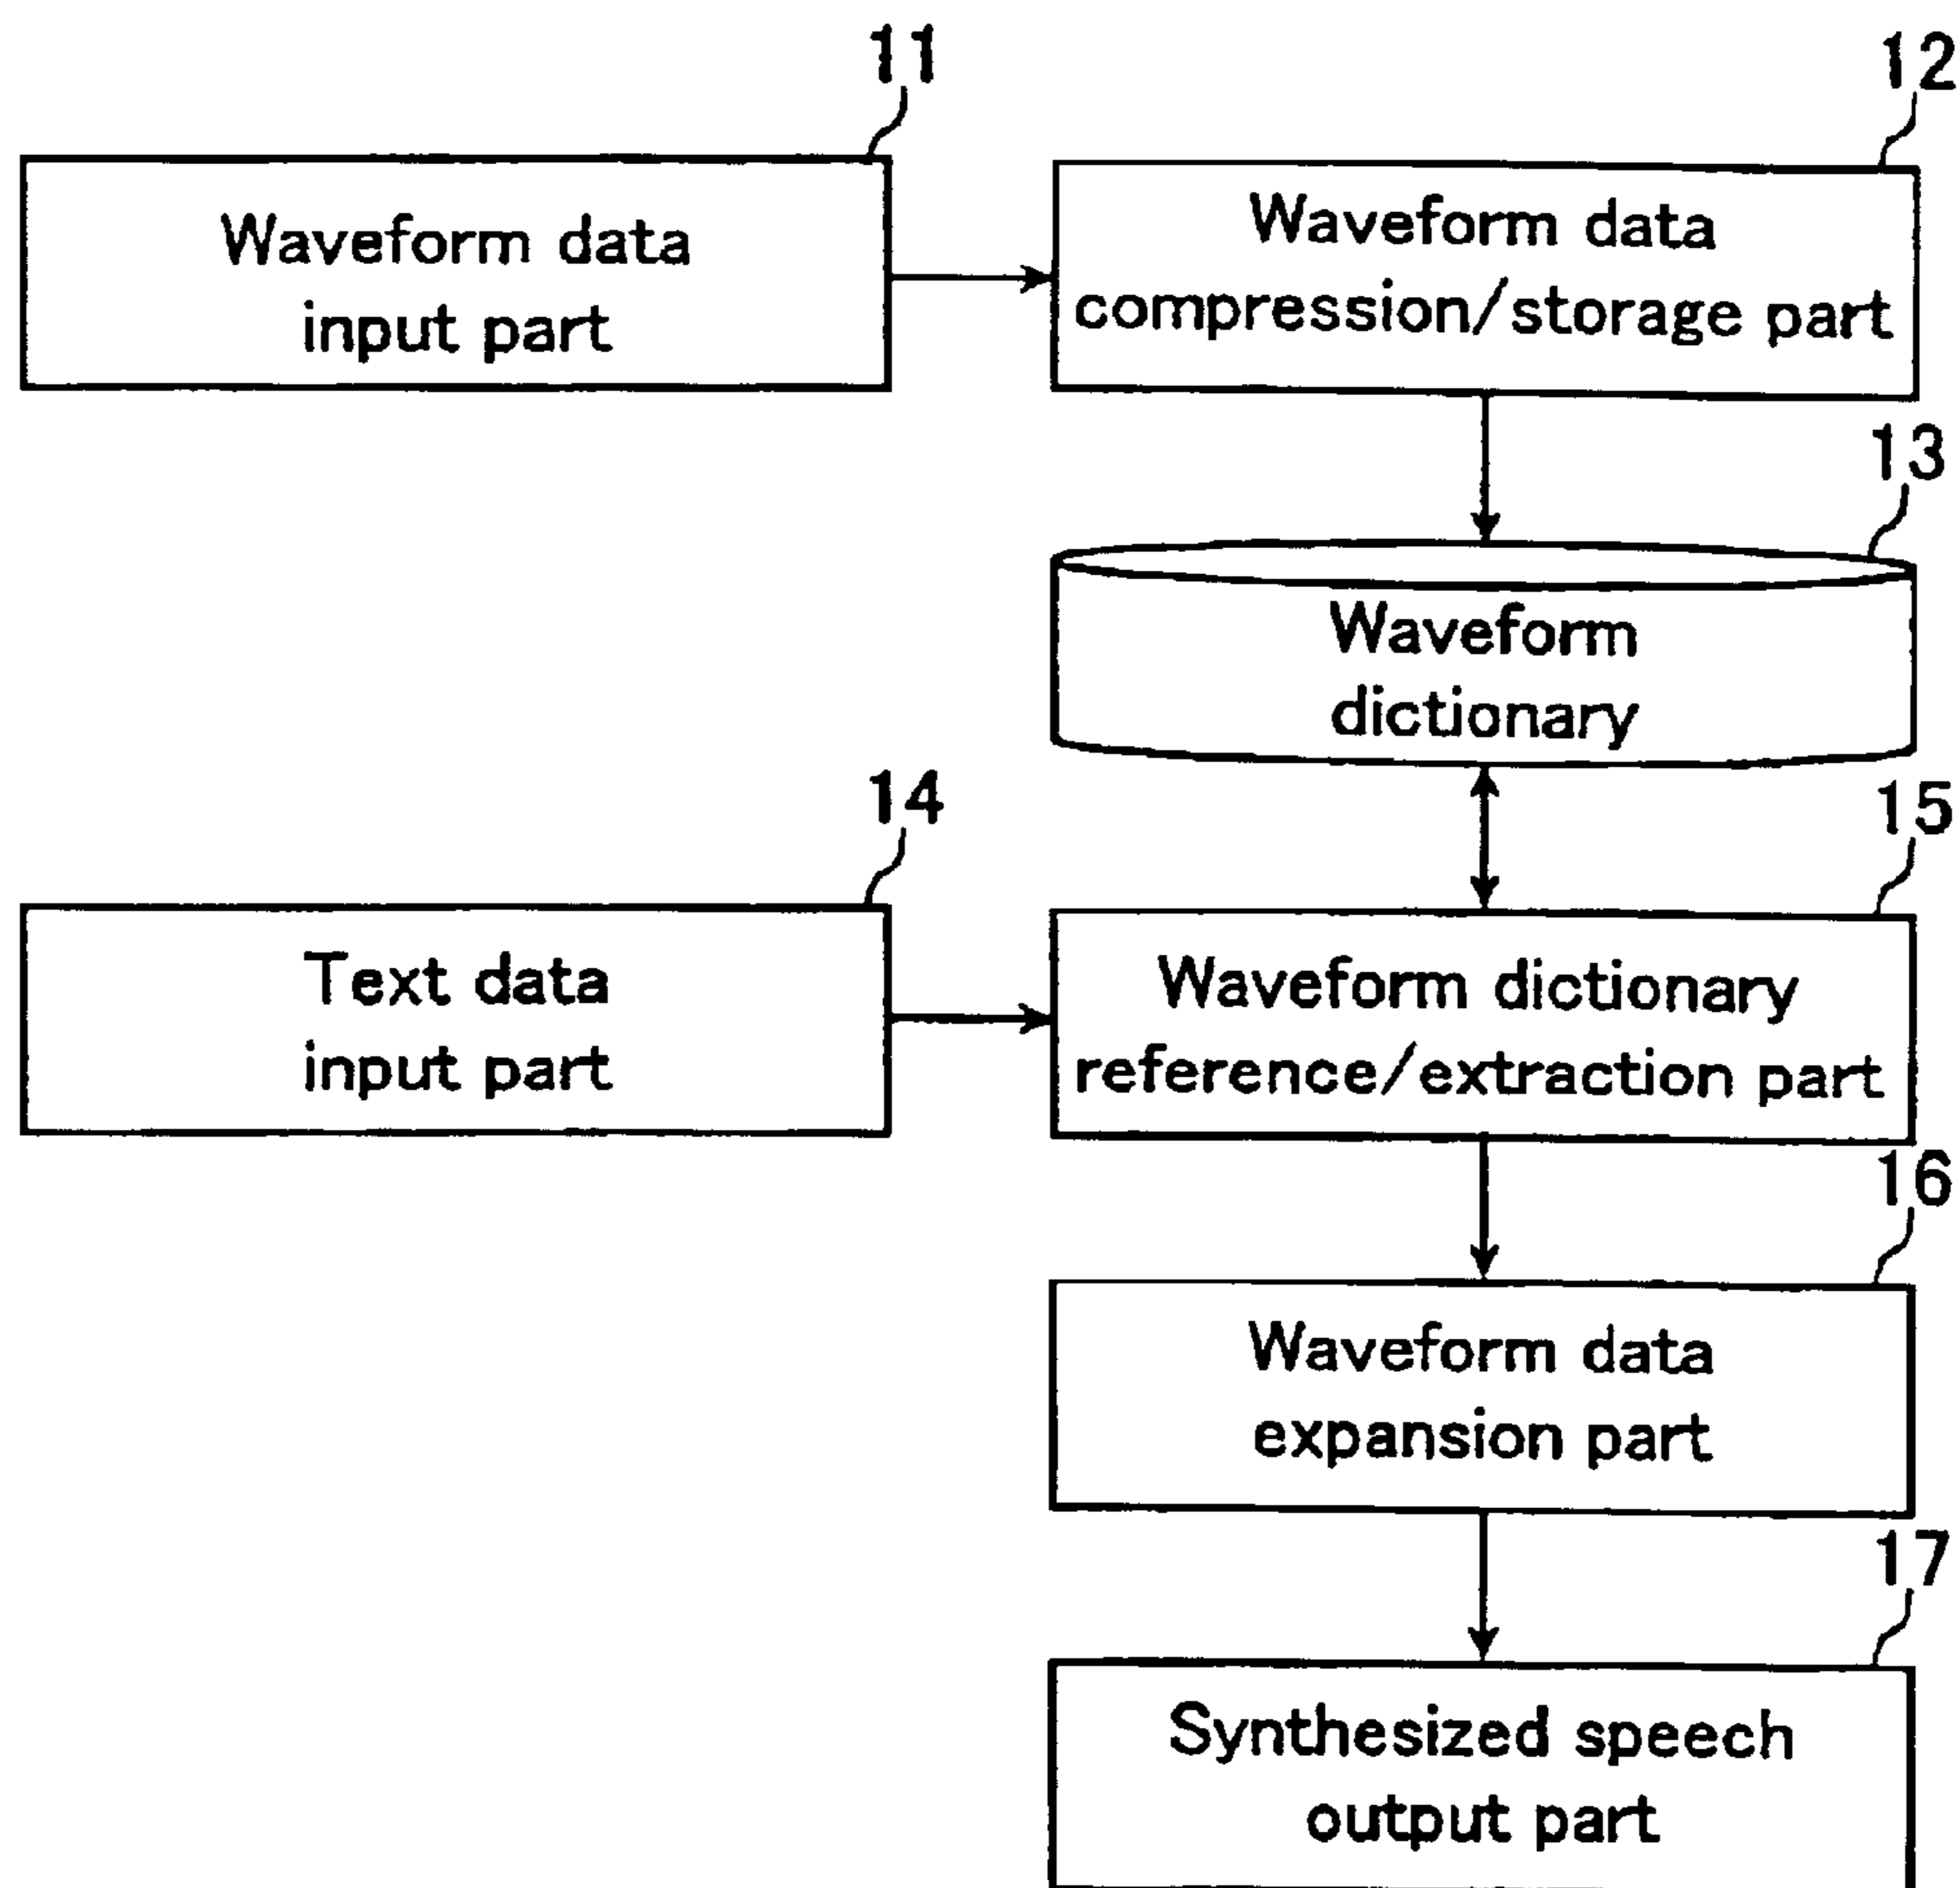 11
Waveform data
input part
12
Waveform data
compression/storage part
13
Waveform
dictionary
14
Text data
input part
15
Waveform dictionary
reference/extraction part
16
Waveform data
expansion part
17
Synthesized speech
output part